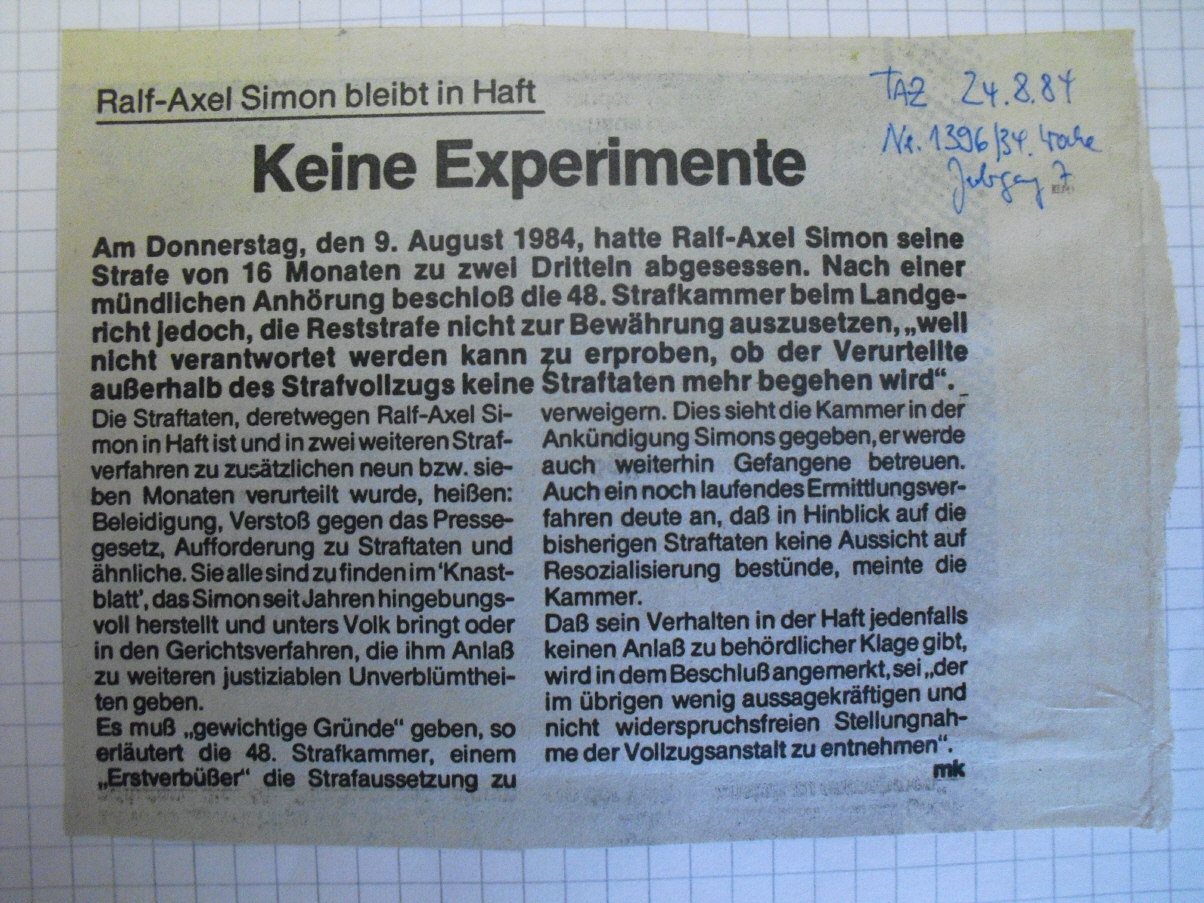 Ralf-Axel Simon bleibt in Haft
TAZ 24.8.84
Nr. 1396/34. Woche
Jahrgang 7
Keine Experimente
Am Donnerstag, den 9. August 1984, hatte Ralf-Axel Simon seine
Strafe von 16 Monaten zu zwei Dritteln abgesessen. Nach einer
mündlichen Anhörung beschloß die 48. Strafkammer beim Landge-
richt jedoch, die Reststrafe nicht zur Bewährung auszusetzen, „weil
nicht verantwortet werden kann zu erproben, ob der Verurteilte
außerhalb des Strafvollzugs keine Straftaten mehr begehen wird“.
Die Straftaten, deretwegen Ralf-Axel Si-
mon in Haft ist und in zwei weiteren Straf-
verfahren zu zusätzlichen neun bzw. sie-
ben Monaten verurteilt wurde, heißen:
Beleidigung, Verstoß gegen das Presse-
gesetz, Aufforderung zu Straftaten und
ähnliche. Sie alle sind zu finden im 'Knast-
blatt', das Simon seit Jahren hingebungs-
voll herstellt und unters Volk bringt oder
in den Gerichtsverfahren, die ihm Anlaß
zu weiteren justiziablen Unverblümthei-
ten geben.
Es muß „gewichtige Gründe“ geben, so
erläutert die 48. Strafkammer, einem
„Erstverbüßer“ die Strafaussetzung zu
verweigern. Dies sieht die Kammer in der
Ankündigung Simons gegeben, er werde
auch weiterhin Gefangene betreuen.
Auch ein noch laufendes Ermittlungsver-
fahren deute an, daß in Hinblick auf die
bisherigen Straftaten keine Aussicht auf
Resozialisierung bestünde, meinte die
Kammer.
Daß sein Verhalten in der Haft jedenfalls
keinen Anlaß zu behördlicher Klage gibt,
wird in dem Beschluß angemerkt, sei „der
im übrigen wenig aussagekräftigen und
nicht widerspruchsfreien Stellungnah-
me der Vollzugsanstalt zu entnehmen“.
mk